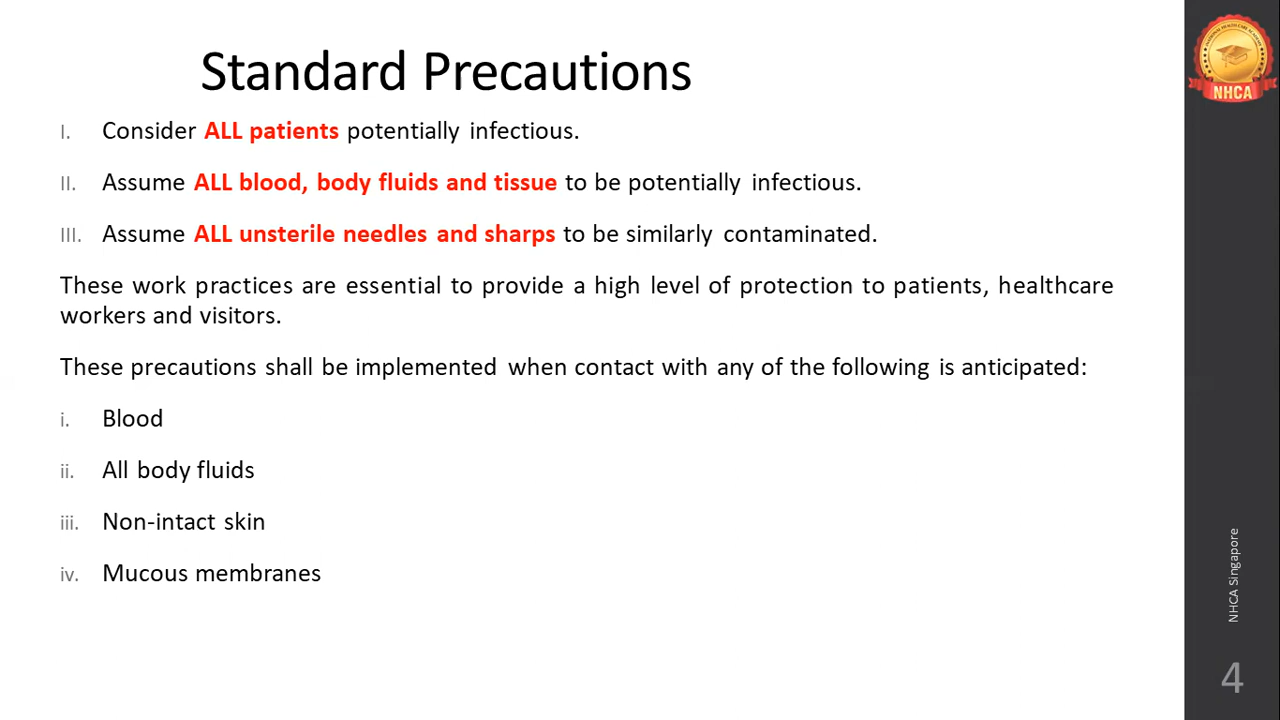 Standard Precautions
I. Consider ALL patients potentially infectious.
II. Assume ALL blood, body fluids and tissue to be potentially infectious.
III. Assume ALL unsterile needles and sharps to be similarly contaminated.
These work practices are essential to provide a high level of protection to patients, healthcare
workers and visitors.
These precautions shall be implemented when contact with any of the following is anticipated:
i. Blood
ii. All body fluids
iii. Non-intact skin
iv. Mucous membranes
NHCA
NHCA Singapore
4